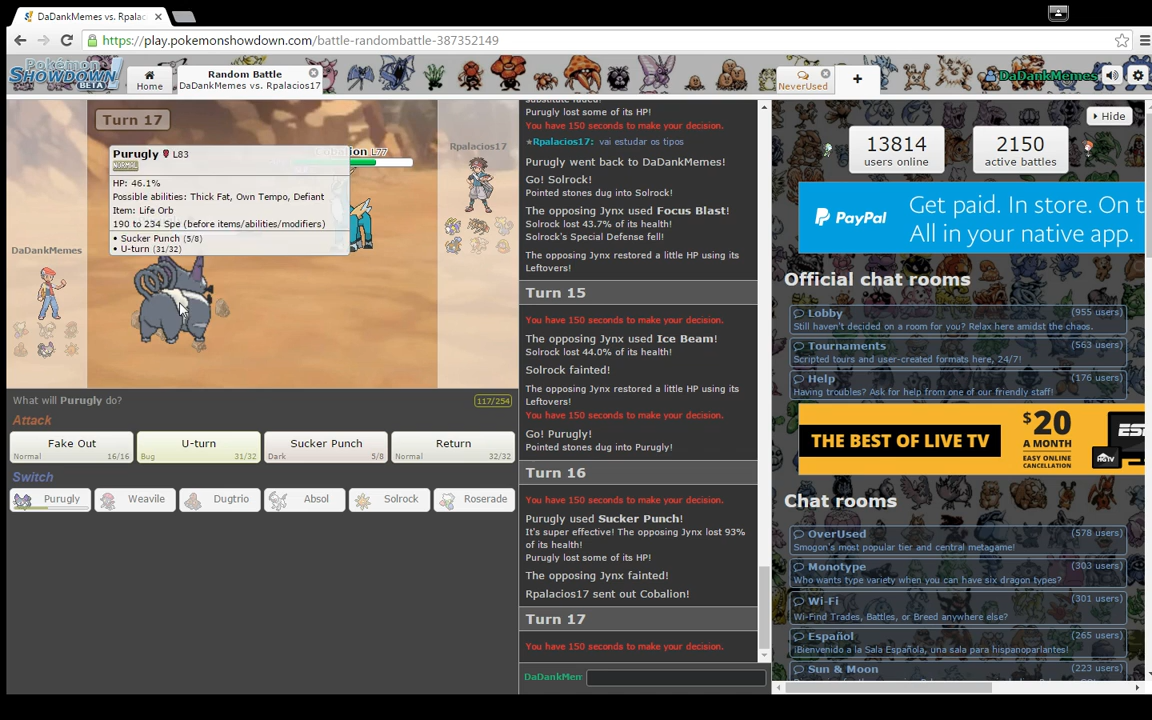 DaDankMemes vs. Rpalac
https://play.pokemonshowdown.com/battle-randombattle-387352149
Pokémon
SHOWDOWN!
BETA
Home
Random Battle
DaDankMemes vs. Rpalacios17
NeverUsed
+
DaDankMemes
Turn 17
Purugly L83
NORMAL
HP: 46.1%
Possible abilities: Thick Fat, Own Tempo, Defiant
Item: Life Orb
190 to 234 Spe (before items/abilities/modifiers)
• Sucker Punch (5/8)
• U-turn (31/32)
Cobalion L77
Rpalacios17
DaDankMemes
What will Purugly do?
117/254
Attack
Fake Out
Normal 16/16
U-turn
Bug 31/32
Sucker Punch
Dark 5/8
Return
Normal 32/32
Switch
Purugly
Weavile
Dugtrio
Absol
Solrock
Roserade
substitute faded!
Purugly lost some of its HP!
You have 150 seconds to make your decision.
★Rpalacios17: vai estudar os tipos
Purugly went back to DaDankMemes!
Go! Solrock!
Pointed stones dug into Solrock!
The opposing Jynx used Focus Blast!
Solrock lost 43.7% of its health!
Solrock's Special Defense fell!
The opposing Jynx restored a little HP using its
Leftovers!
Turn 15
You have 150 seconds to make your decision.
The opposing Jynx used Ice Beam!
Solrock lost 44.0% of its health!
Solrock fainted!
The opposing Jynx restored a little HP using its
Leftovers!
You have 150 seconds to make your decision.
Go! Purugly!
Pointed stones dug into Purugly!
Turn 16
You have 150 seconds to make your decision.
Purugly used Sucker Punch!
It's super effective! The opposing Jynx lost 93%
of its health!
Purugly lost some of its HP!
The opposing Jynx fainted!
Rpalacios17 sent out Cobalion!
Turn 17
You have 150 seconds to make your decision.
DaDankMem
Hide
13814
users online
2150
active battles
PayPal
Get paid. In store. On t
All in your native app.
Official chat rooms
Lobby (955 users)
Still haven't decided on a room for you? Relax here amidst the chaos.
Tournaments (563 users)
Scripted tours and user-created formats here, 24/7!
Help (176 users)
Having troubles? Ask for help from one of our friendly staff!
THE BEST OF LIVE TV
$20
A MONTH
EASY ONLINE
CANCELLATION
HGTV
Chat rooms
OverUsed (578 users)
Smogon's most popular tier and central metagame!
Monotype (303 users)
Who wants type variety when you can have six dragon types?
Wi-Fi (301 users)
Wi-Find Trades, Battles, or Breed anywhere else?
Español (265 users)
¡Bienvenido a la Sala Española, una sala para hispanoparlantes!
Sun & Moon (223 users)